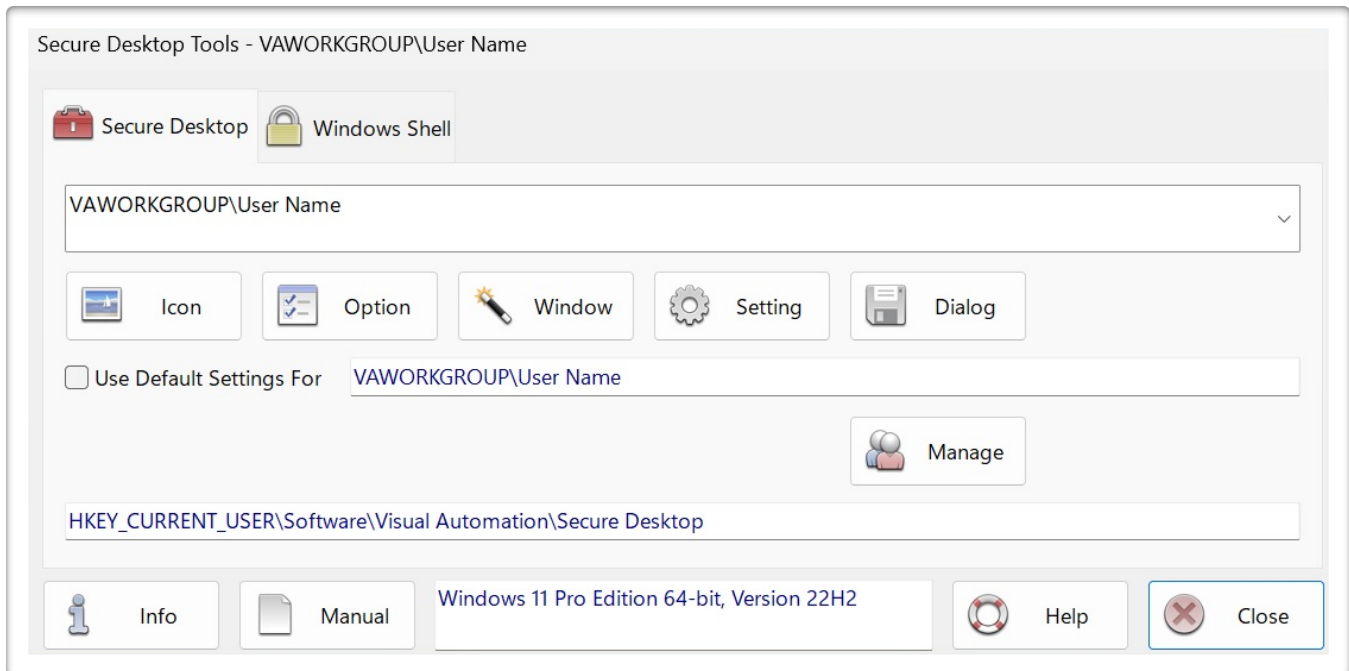 Secure Desktop Tools - VAWORKGROUP\User Name
Secure Desktop Windows Shell
VAWORKGROUP\User Name
Icon Option Window Setting Dialog
Use Default Settings For VAWORKGROUP\User Name
Manage
HKEY_CURRENT_USER\Software\Visual Automation\Secure Desktop
Info Manual Windows 11 Pro Edition 64-bit, Version 22H2 Help Close